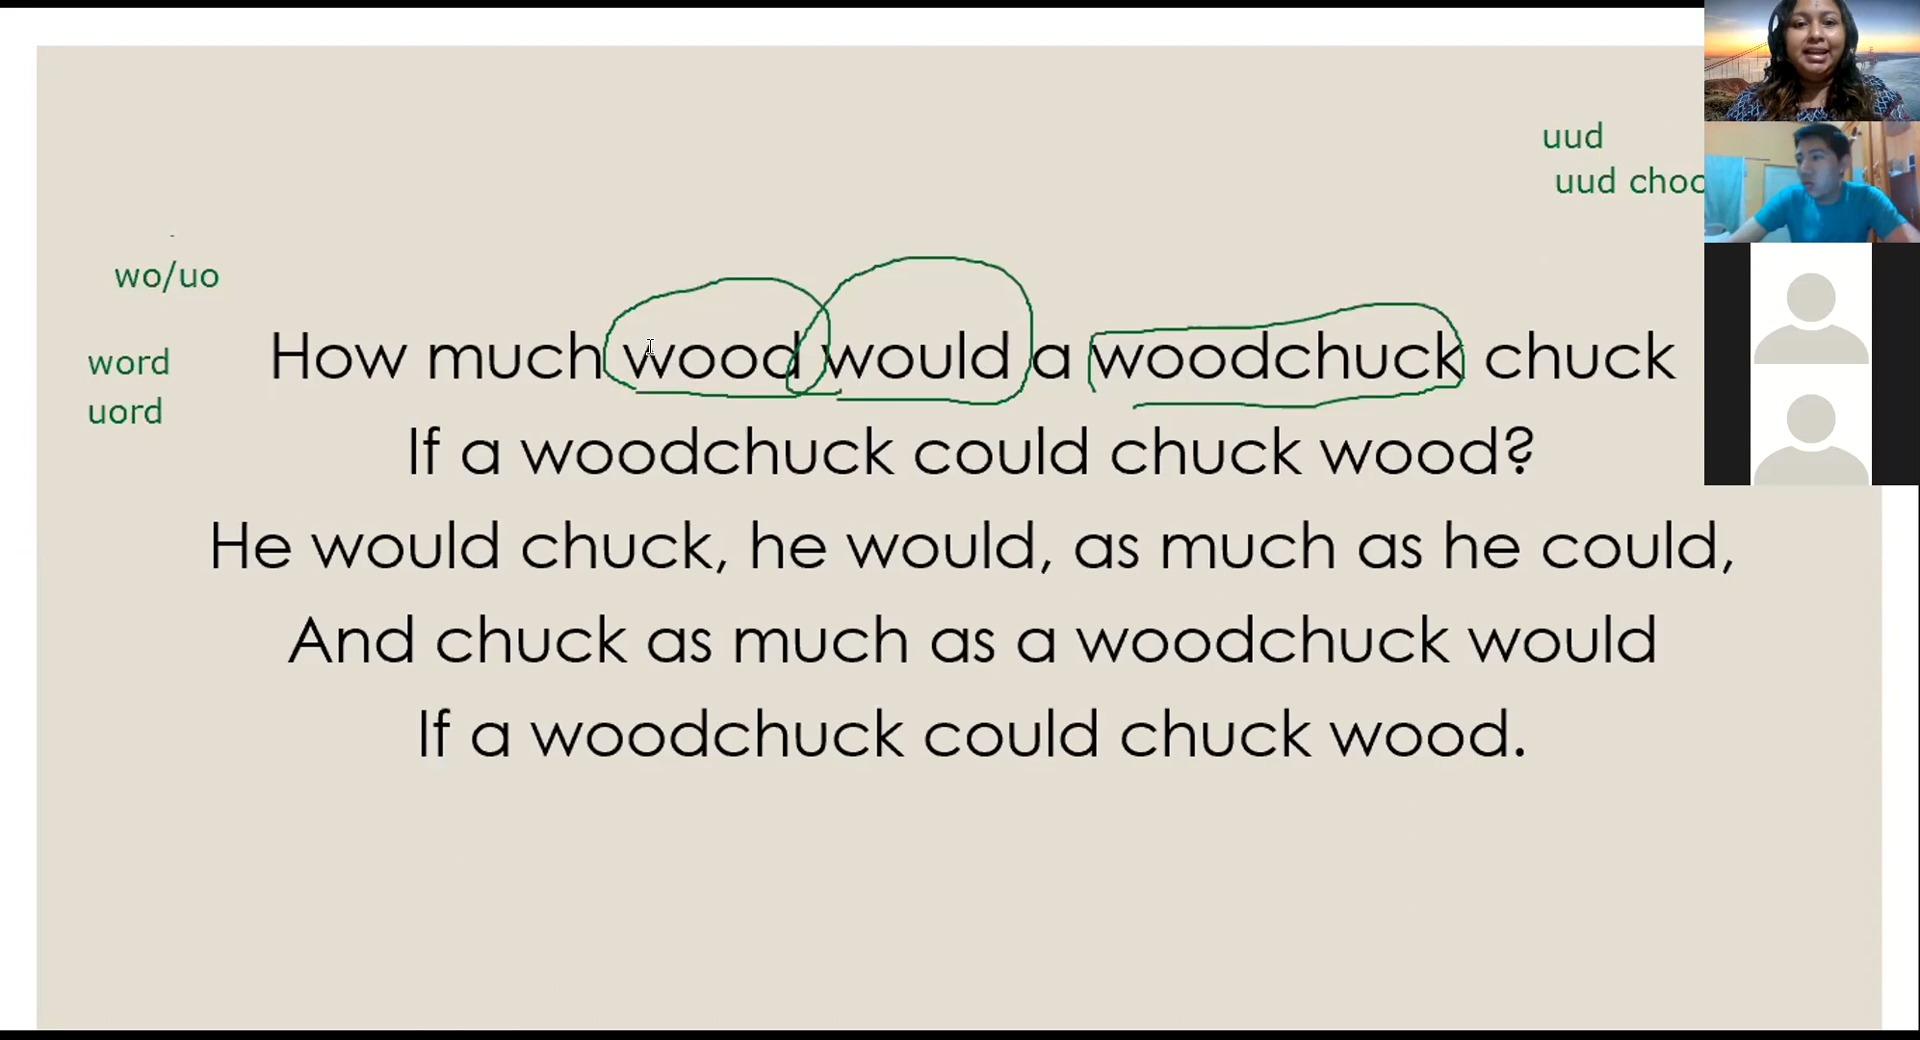 uud
uud choo
wo/uo
How much wood would a woodchuck chuck
word
uord
If a woodchuck could chuck wood?
He would chuck, he would, as much as he could,
And chuck as much as a woodchuck would
If a woodchuck could chuck wood.